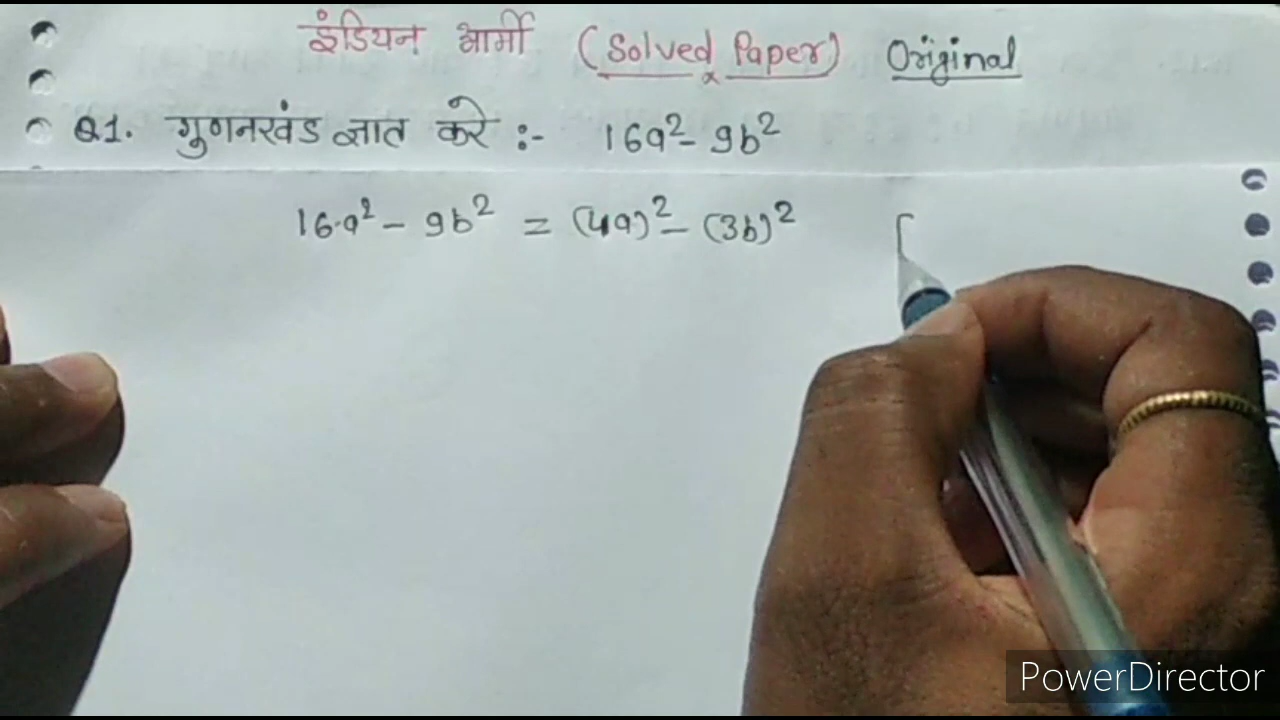 इंडियन आर्मी (Solved Paper) Original
Q1. गुणनखंड ज्ञात करे :- 16a² - 9b²
16a² - 9b² = (4a)² - (3b)²
PowerDirector